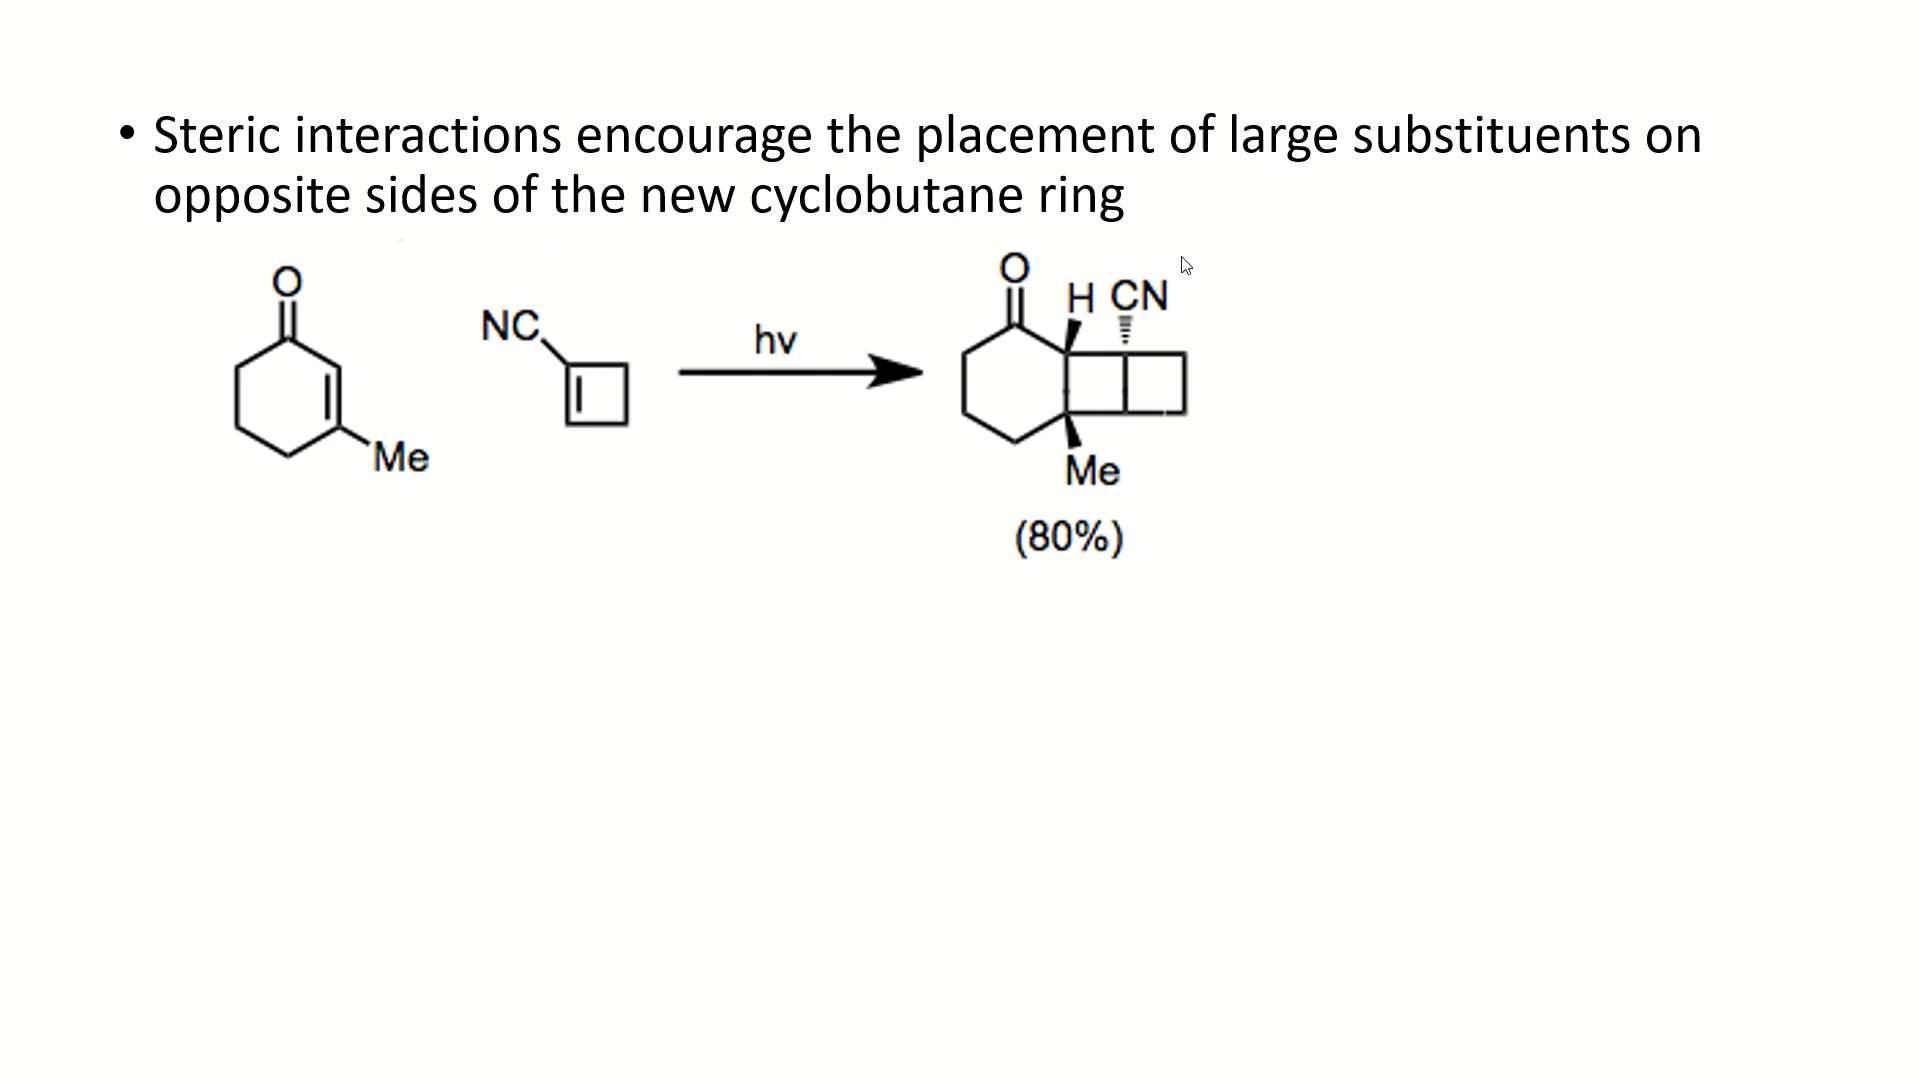 • Steric interactions encourage the placement of large substituents on
opposite sides of the new cyclobutane ring
O
NC
Me
hv
O
H CN
Me
(80%)